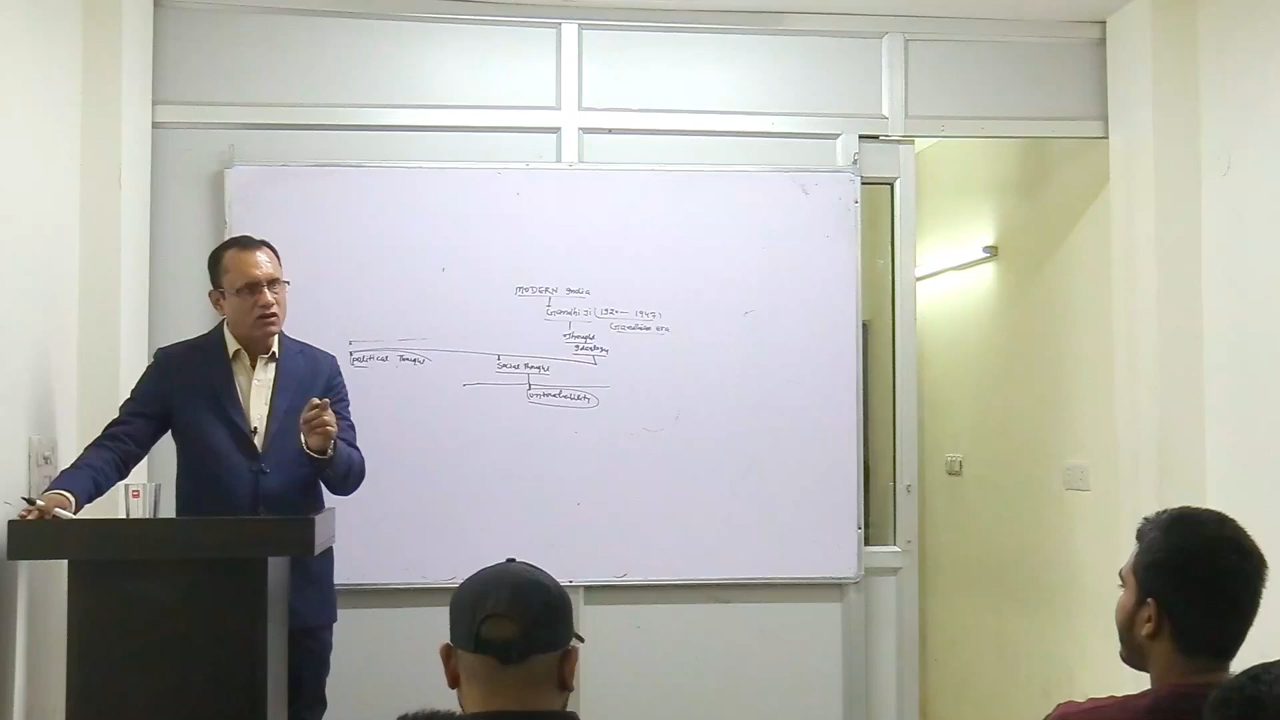 MODERN India
Gandhi Ji (1920 — 1947)
Gandhian era
Thought
Ideology
Political Thought
Social Thought
untouchability